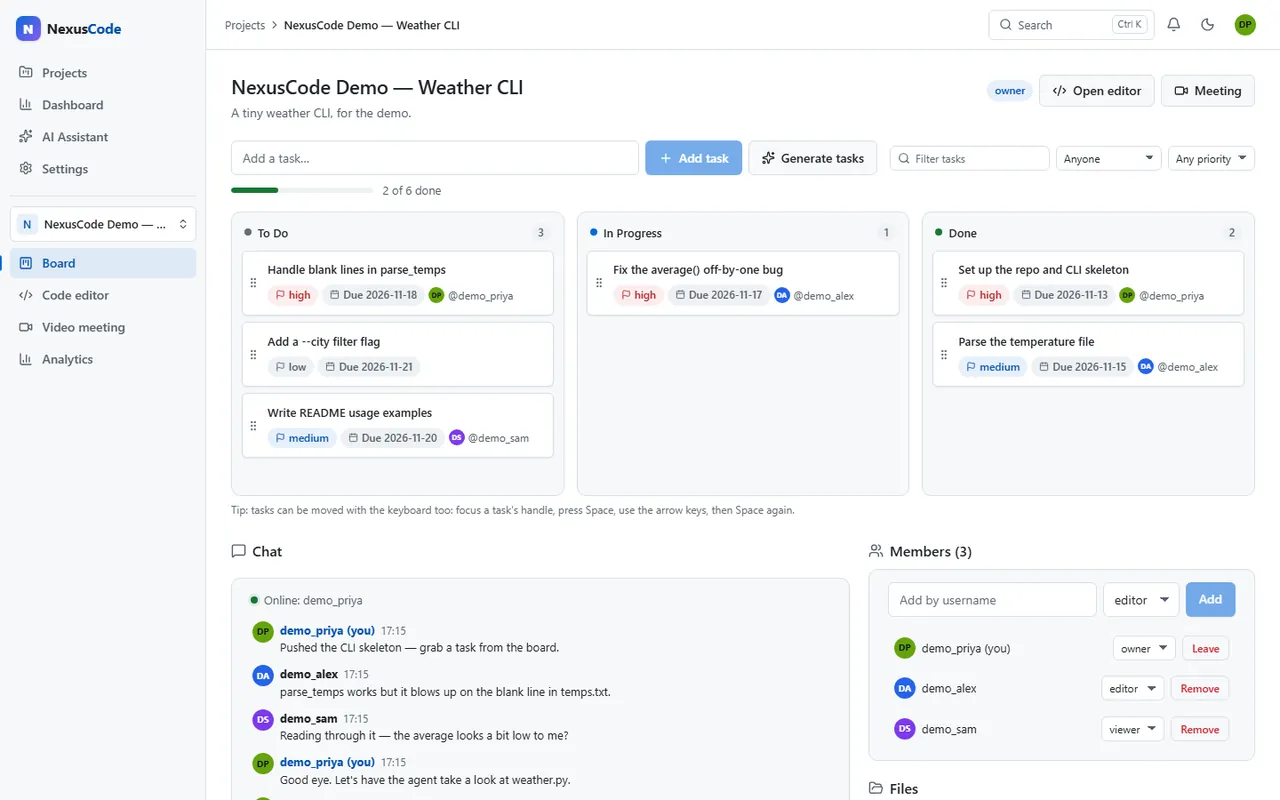 N NexusCode
Projects
Dashboard
AI Assistant
Settings
N NexusCode Demo — ...
Board
Code editor
Video meeting
Analytics
Projects > NexusCode Demo — Weather CLI
Search Ctrl K
DP
NexusCode Demo — Weather CLI
A tiny weather CLI, for the demo.
owner
Open editor
Meeting
Add a task...
+ Add task
Generate tasks
Filter tasks
Anyone
Any priority
2 of 6 done
To Do 3
Handle blank lines in parse_temps
high Due 2026-11-18 DP @demo_priya
Add a --city filter flag
low Due 2026-11-21
Write README usage examples
medium Due 2026-11-20 DS @demo_sam
In Progress 1
Fix the average() off-by-one bug
high Due 2026-11-17 DA @demo_alex
Done 2
Set up the repo and CLI skeleton
high Due 2026-11-13 DP @demo_priya
Parse the temperature file
medium Due 2026-11-15 DA @demo_alex
Tip: tasks can be moved with the keyboard too: focus a task's handle, press Space, use the arrow keys, then Space again.
Chat
Online: demo_priya
DP demo_priya (you) 17:15
Pushed the CLI skeleton — grab a task from the board.
DA demo_alex 17:15
parse_temps works but it blows up on the blank line in temps.txt.
DS demo_sam 17:15
Reading through it — the average looks a bit low to me?
DP demo_priya (you) 17:15
Good eye. Let's have the agent take a look at weather.py.
Members (3)
Add by username
editor
Add
DP demo_priya (you) owner Leave
DA demo_alex editor Remove
DS demo_sam viewer Remove
Files